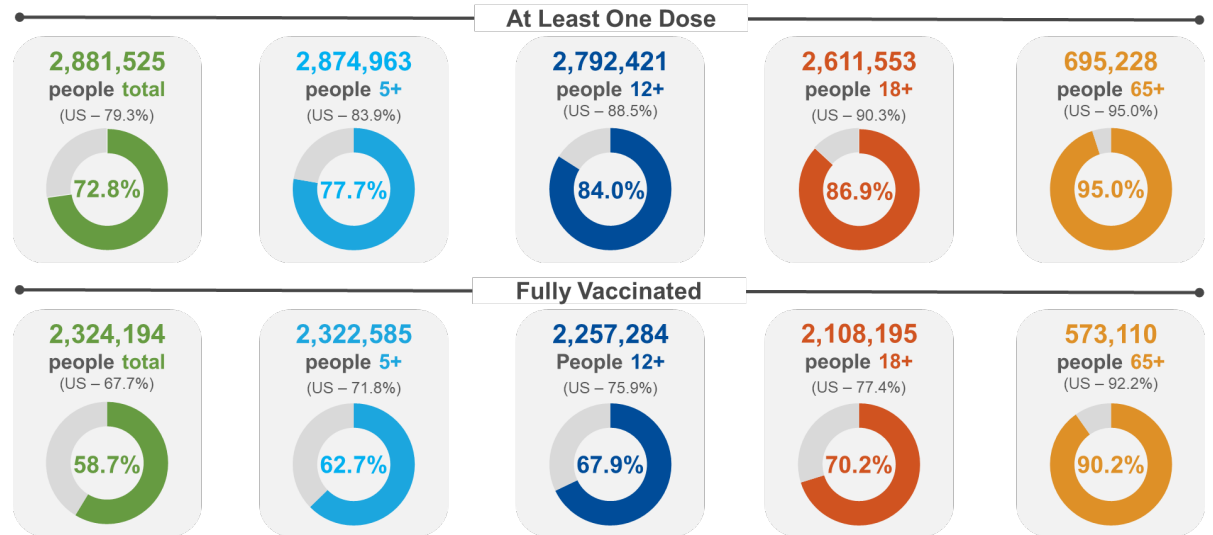 At Least One Dose
2,881,525
people total
(US – 79.3%)
72.8%
2,874,963
people 5+
(US – 83.9%)
77.7%
2,792,421
people 12+
(US – 88.5%)
84.0%
2,611,553
people 18+
(US – 90.3%)
86.9%
695,228
people 65+
(US – 95.0%)
95.0%
Fully Vaccinated
2,324,194
people total
(US – 67.7%)
58.7%
2,322,585
people 5+
(US – 71.8%)
62.7%
2,257,284
People 12+
(US – 75.9%)
67.9%
2,108,195
people 18+
(US – 77.4%)
70.2%
573,110
people 65+
(US – 92.2%)
90.2%